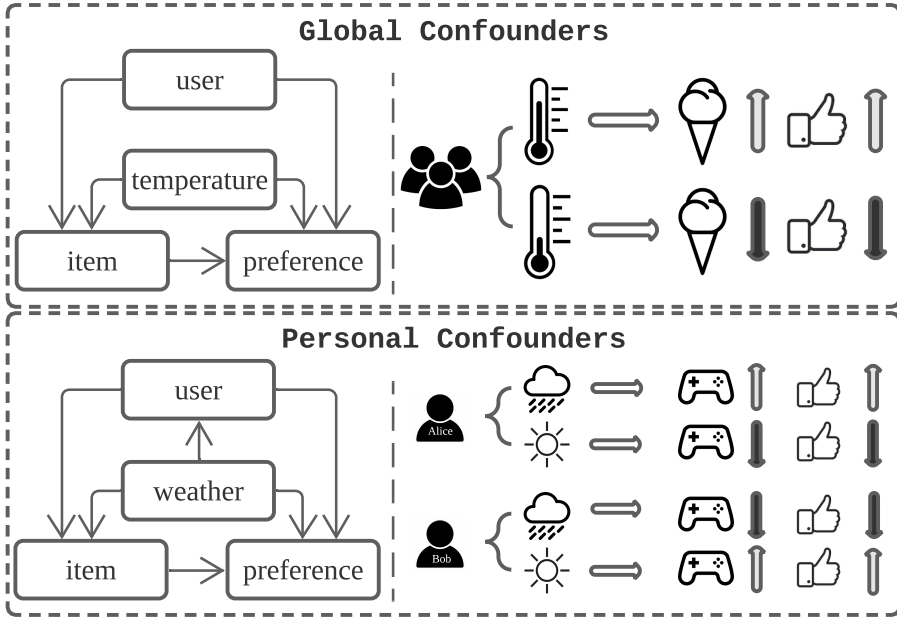 Global Confounders
user
temperature
item
preference
Personal Confounders
user
weather
item
preference
Alice
Bob